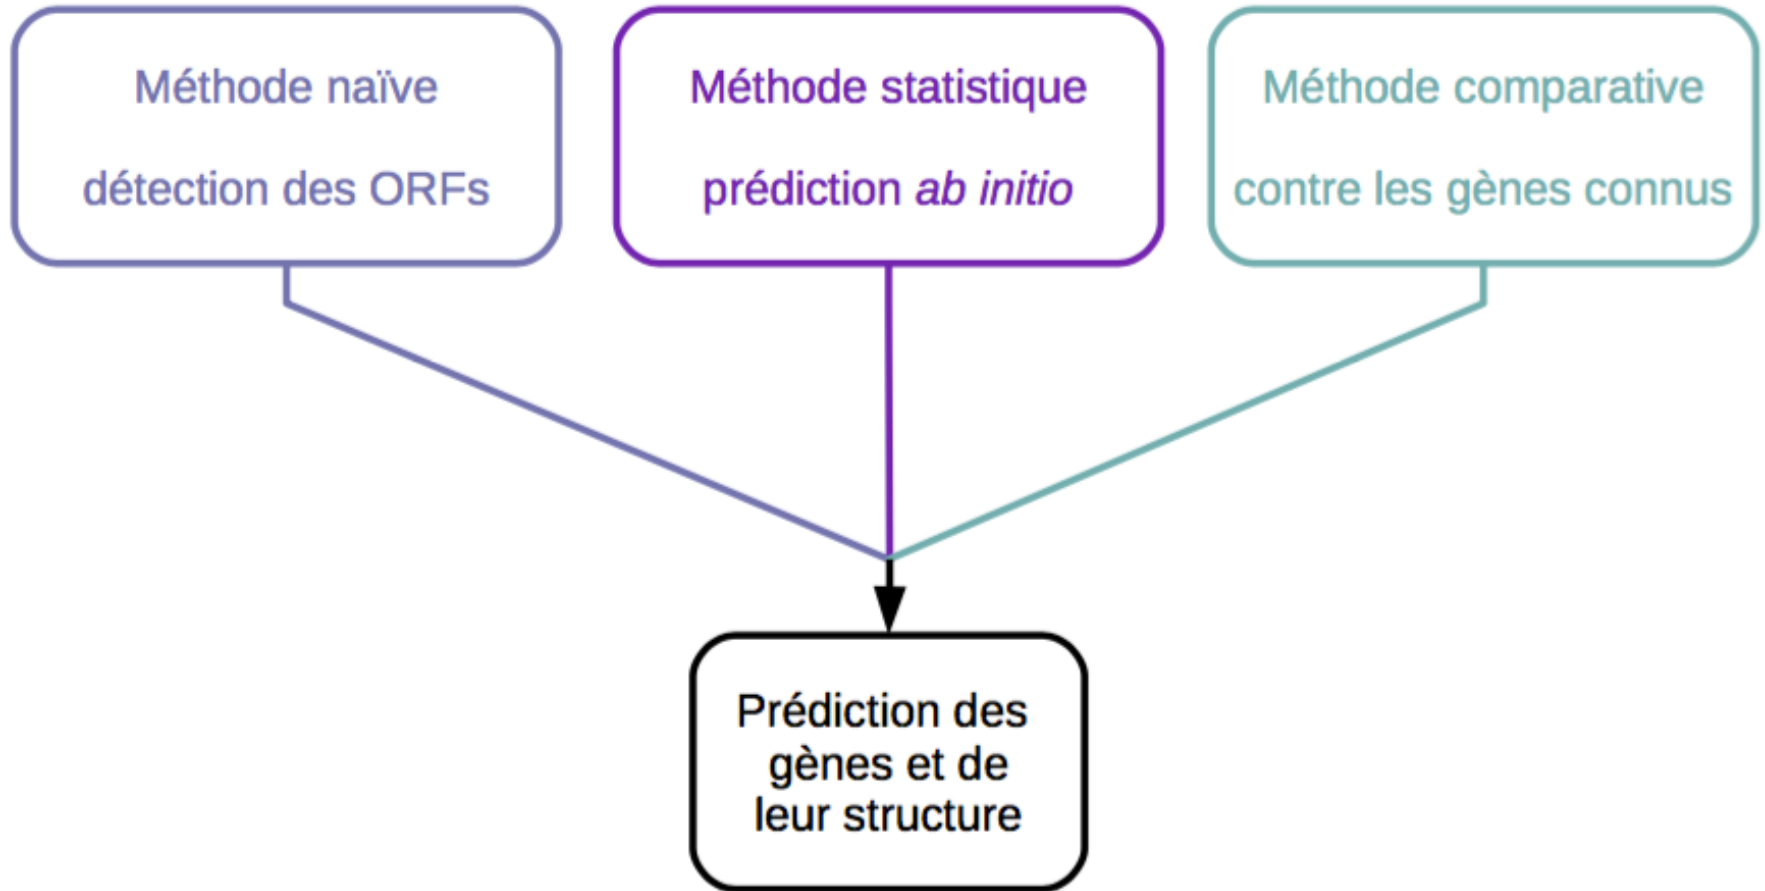 Méthode naïve
détection des ORFs
Méthode statistique
prédiction ab initio
Méthode comparative
contre les gènes connus
Prédiction des
gènes et de
leur structure